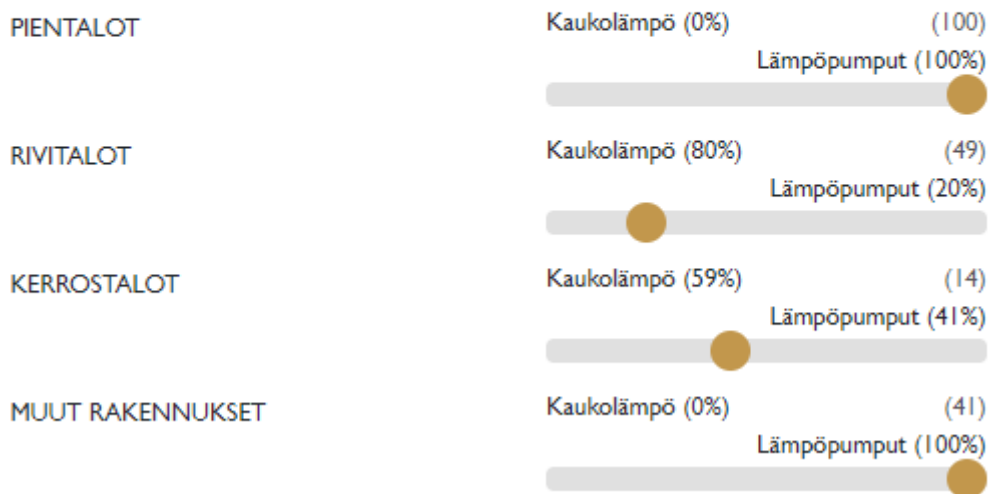 PIENTALOT
Kaukolämpö (0%) (100)
Lämpöpumput (100%)
RIVITALOT
Kaukolämpö (80%) (49)
Lämpöpumput (20%)
KERROSTALOT
Kaukolämpö (59%) (14)
Lämpöpumput (41%)
MUUT RAKENNUKSET
Kaukolämpö (0%) (41)
Lämpöpumput (100%)